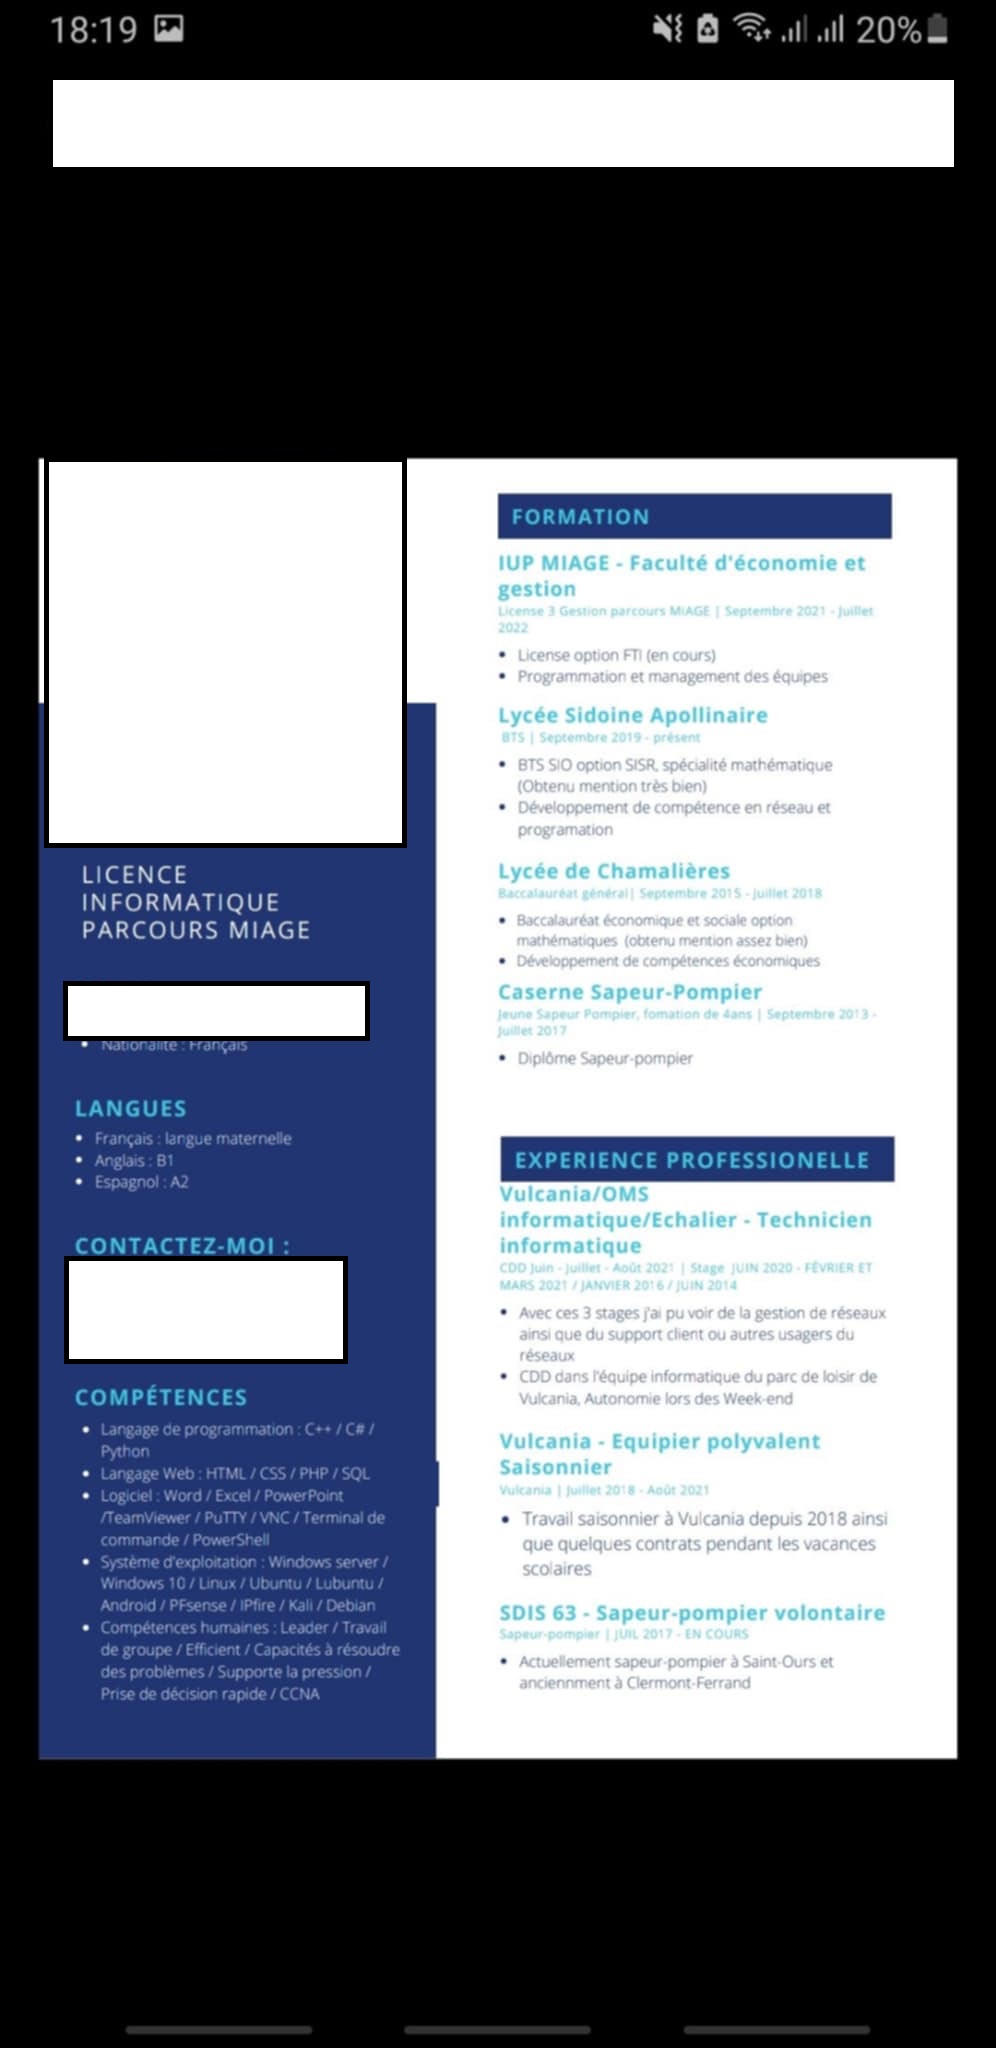 18:19
20%
LICENCE
INFORMATIQUE
PARCOURS MIAGE
Nationalité : Français
LANGUES
Français : langue maternelle
Anglais : B1
Espagnol : A2
CONTACTEZ-MOI :
COMPÉTENCES
Langage de programmation : C++ / C# /
Python
Langage Web : HTML / CSS / PHP / SQL
Logiciel : Word / Excel / PowerPoint
/TeamViewer / PuTTY / VNC / Terminal de
commande / PowerShell
Système d'exploitation : Windows server /
Windows 10 / Linux / Ubuntu / Lubuntu /
Android / PFsense / IPfire / Kali / Debian
Compétences humaines : Leader / Travail
de groupe / Efficient / Capacités à résoudre
des problèmes / Supporte la pression /
Prise de décision rapide / CCNA
FORMATION
IUP MIAGE - Faculté d'économie et
gestion
License 3 Gestion parcours MIAGE | Septembre 2021 - Juillet
2022
License option FTI (en cours)
Programmation et management des équipes
Lycée Sidoine Apollinaire
BTS | Septembre 2019 - présent
BTS SIO option SISR, spécialité mathématique
(Obtenu mention très bien)
Développement de compétence en réseau et
programation
Lycée de Chamalières
Baccalauréat général| Septembre 2015 - Juillet 2018
Baccalauréat économique et sociale option
mathématiques (obtenu mention assez bien)
Développement de compétences économiques
Caserne Sapeur-Pompier
Jeune Sapeur Pompier, fomation de 4ans | Septembre 2013 -
Juillet 2017
Diplôme Sapeur-pompier
EXPERIENCE PROFESSIONELLE
Vulcania/OMS
informatique/Echalier - Technicien
informatique
CDD Juin - Juillet - Août 2021 | Stage JUIN 2020 - FÉVRIER ET
MARS 2021 / JANVIER 2016 / JUIN 2014
Avec ces 3 stages j'ai pu voir de la gestion de réseaux
ainsi que du support client ou autres usagers du
réseaux
CDD dans l'équipe informatique du parc de loisir de
Vulcania, Autonomie lors des Week-end
Vulcania - Equipier polyvalent
Saisonnier
Vulcania | Juillet 2018 - Août 2021
Travail saisonnier à Vulcania depuis 2018 ainsi
que quelques contrats pendant les vacances
scolaires
SDIS 63 - Sapeur-pompier volontaire
Sapeur-pompier | JUIL 2017 - EN COURS
Actuellement sapeur-pompier à Saint-Ours et
anciennment à Clermont-Ferrand